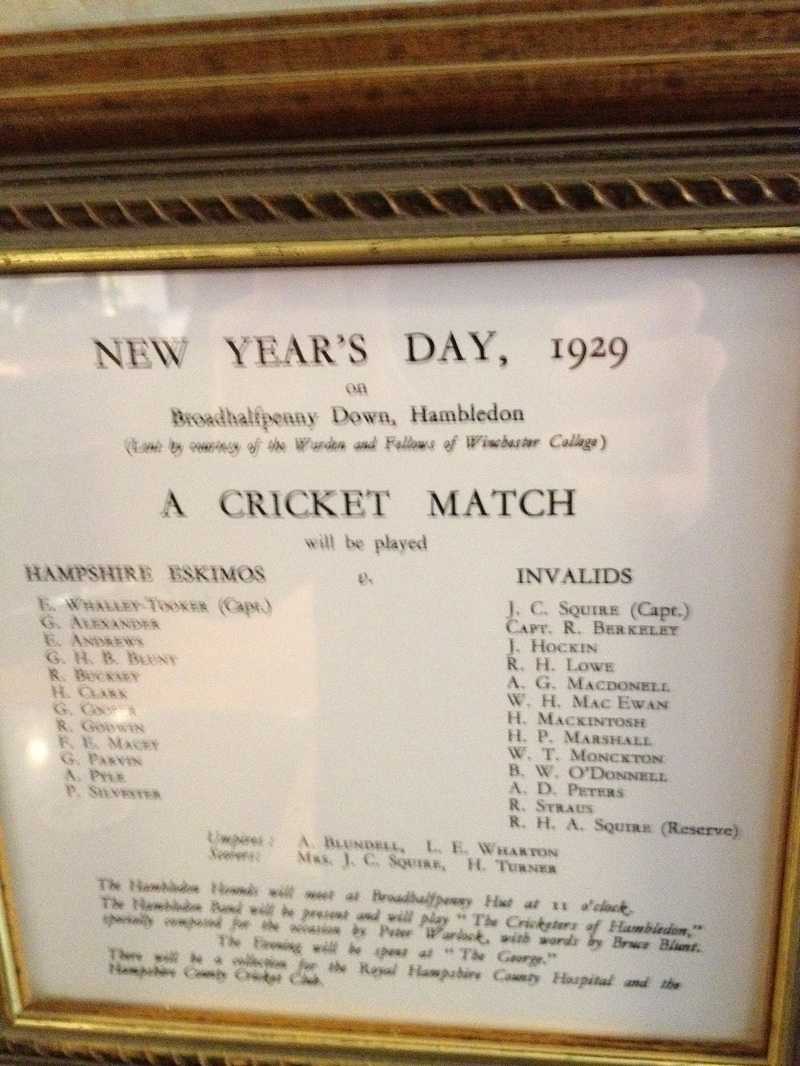 NEW YEAR'S DAY, 1929
on
Broadhalfpenny Down, Hambledon
(Lent by courtesy of the Warden and Fellows of Winchester College)
A CRICKET MATCH
will be played
HAMPSHIRE ESKIMOS v. INVALIDS
E. WHALLEY-TOOKER (Capt.)
G. ALEXANDER
E. ANDREWS
G. H. B. BLUNT
R. BUCKSEY
H. CLARK
G. COOPER
R. GODWIN
F. E. MACEY
G. PARVIN
A. PYLE
P. SILVESTER
J. C. SQUIRE (Capt.)
CAPT. R. BERKELEY
J. HOCKIN
R. H. LOWE
A. G. MACDONELL
W. H. MAC EWAN
H. MACKINTOSH
H. P. MARSHALL
W. T. MONCKTON
B. W. O'DONNELL
A. D. PETERS
R. STRAUS
R. H. A. SQUIRE (Reserve)
Umpires: A. BLUNDELL, L. E. WHARTON
Scorers: MRS. J. C. SQUIRE, H. TURNER
The Hambledon Hounds will meet at Broadhalfpenny Hut at 11 o'clock.
The Hambledon Band will be present and will play "The Cricketers of Hambledon,"
specially composed for the occasion by Peter Warlock, with words by Bruce Blunt.
The Evening will be spent at "The George."
There will be a collection for the Royal Hampshire County Hospital and the
Hampshire County Cricket Club.